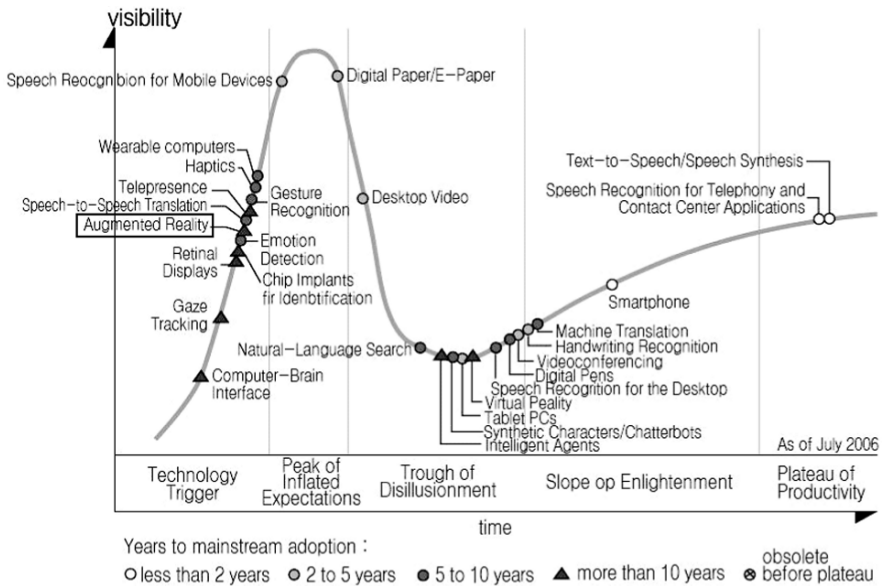 visibility
Speech Reocgnibion for Mobile Devices
Digital Paper/E-Paper
Wearable computers
Haptics
Telepresence
Speech-to-Speech Translation
Augmented Reality
Gesture
Recognition
Emotion
Detection
Retinal
Displays
Chip Implants
fir Idenbtification
Gaze
Tracking
Computer-Brain
Interface
Desktop Video
Natural-Language Search
Text-to-Speech/Speech Synthesis
Speech Recognition for Telephony and
Contact Center Applications
Smartphone
Machine Translation
Handwriting Recognition
Videoconferencing
Digital Pens
Speech Recognition for the Desktop
Virtual Peality
Tablet PCs
Synthetic Characters/Chatterbots
Intelligent Agents
As of July 2006
Technology
Trigger
Peak of
Inflated
Expectations
Trough of
Disillusionment
Slope op Enlightenment
Plateau of
Productivity
time
Years to mainstream adoption :
less than 2 years
2 to 5 years
5 to 10 years
more than 10 years
obsolete
before plateau